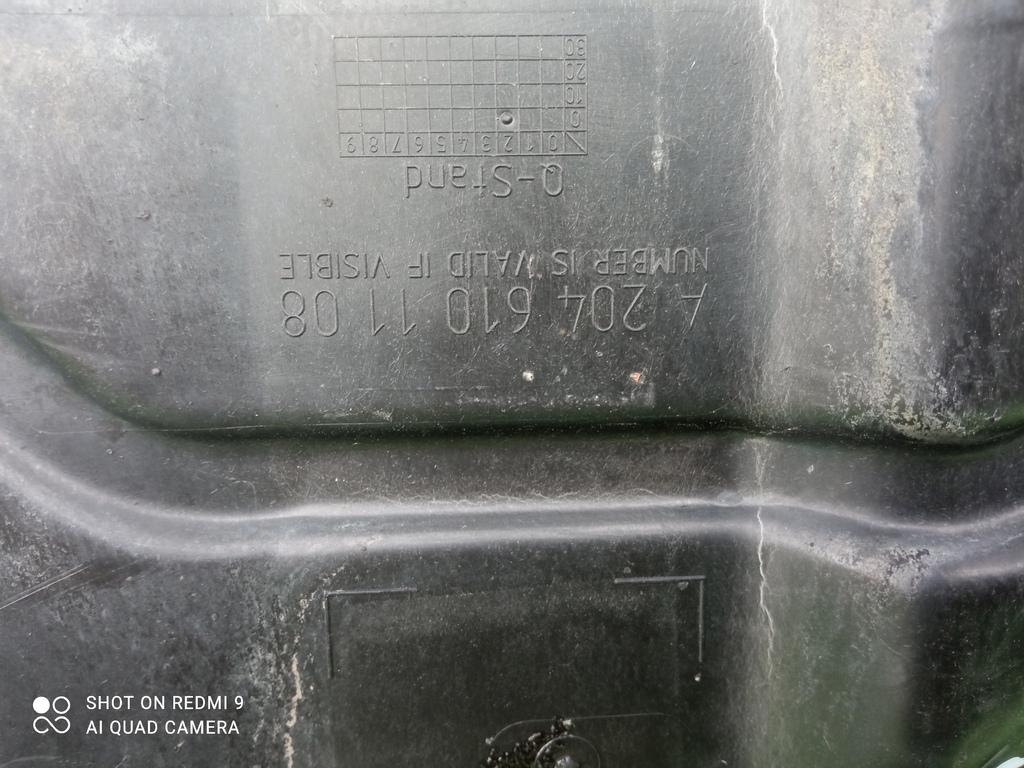 A 204 610 11 08
NUMBER IS VALID IF VISIBLE
Q-Stand
0 1 2 3 4 5 6 7 8 9
0
10
20
30
SHOT ON REDMI 9
AI QUAD CAMERA